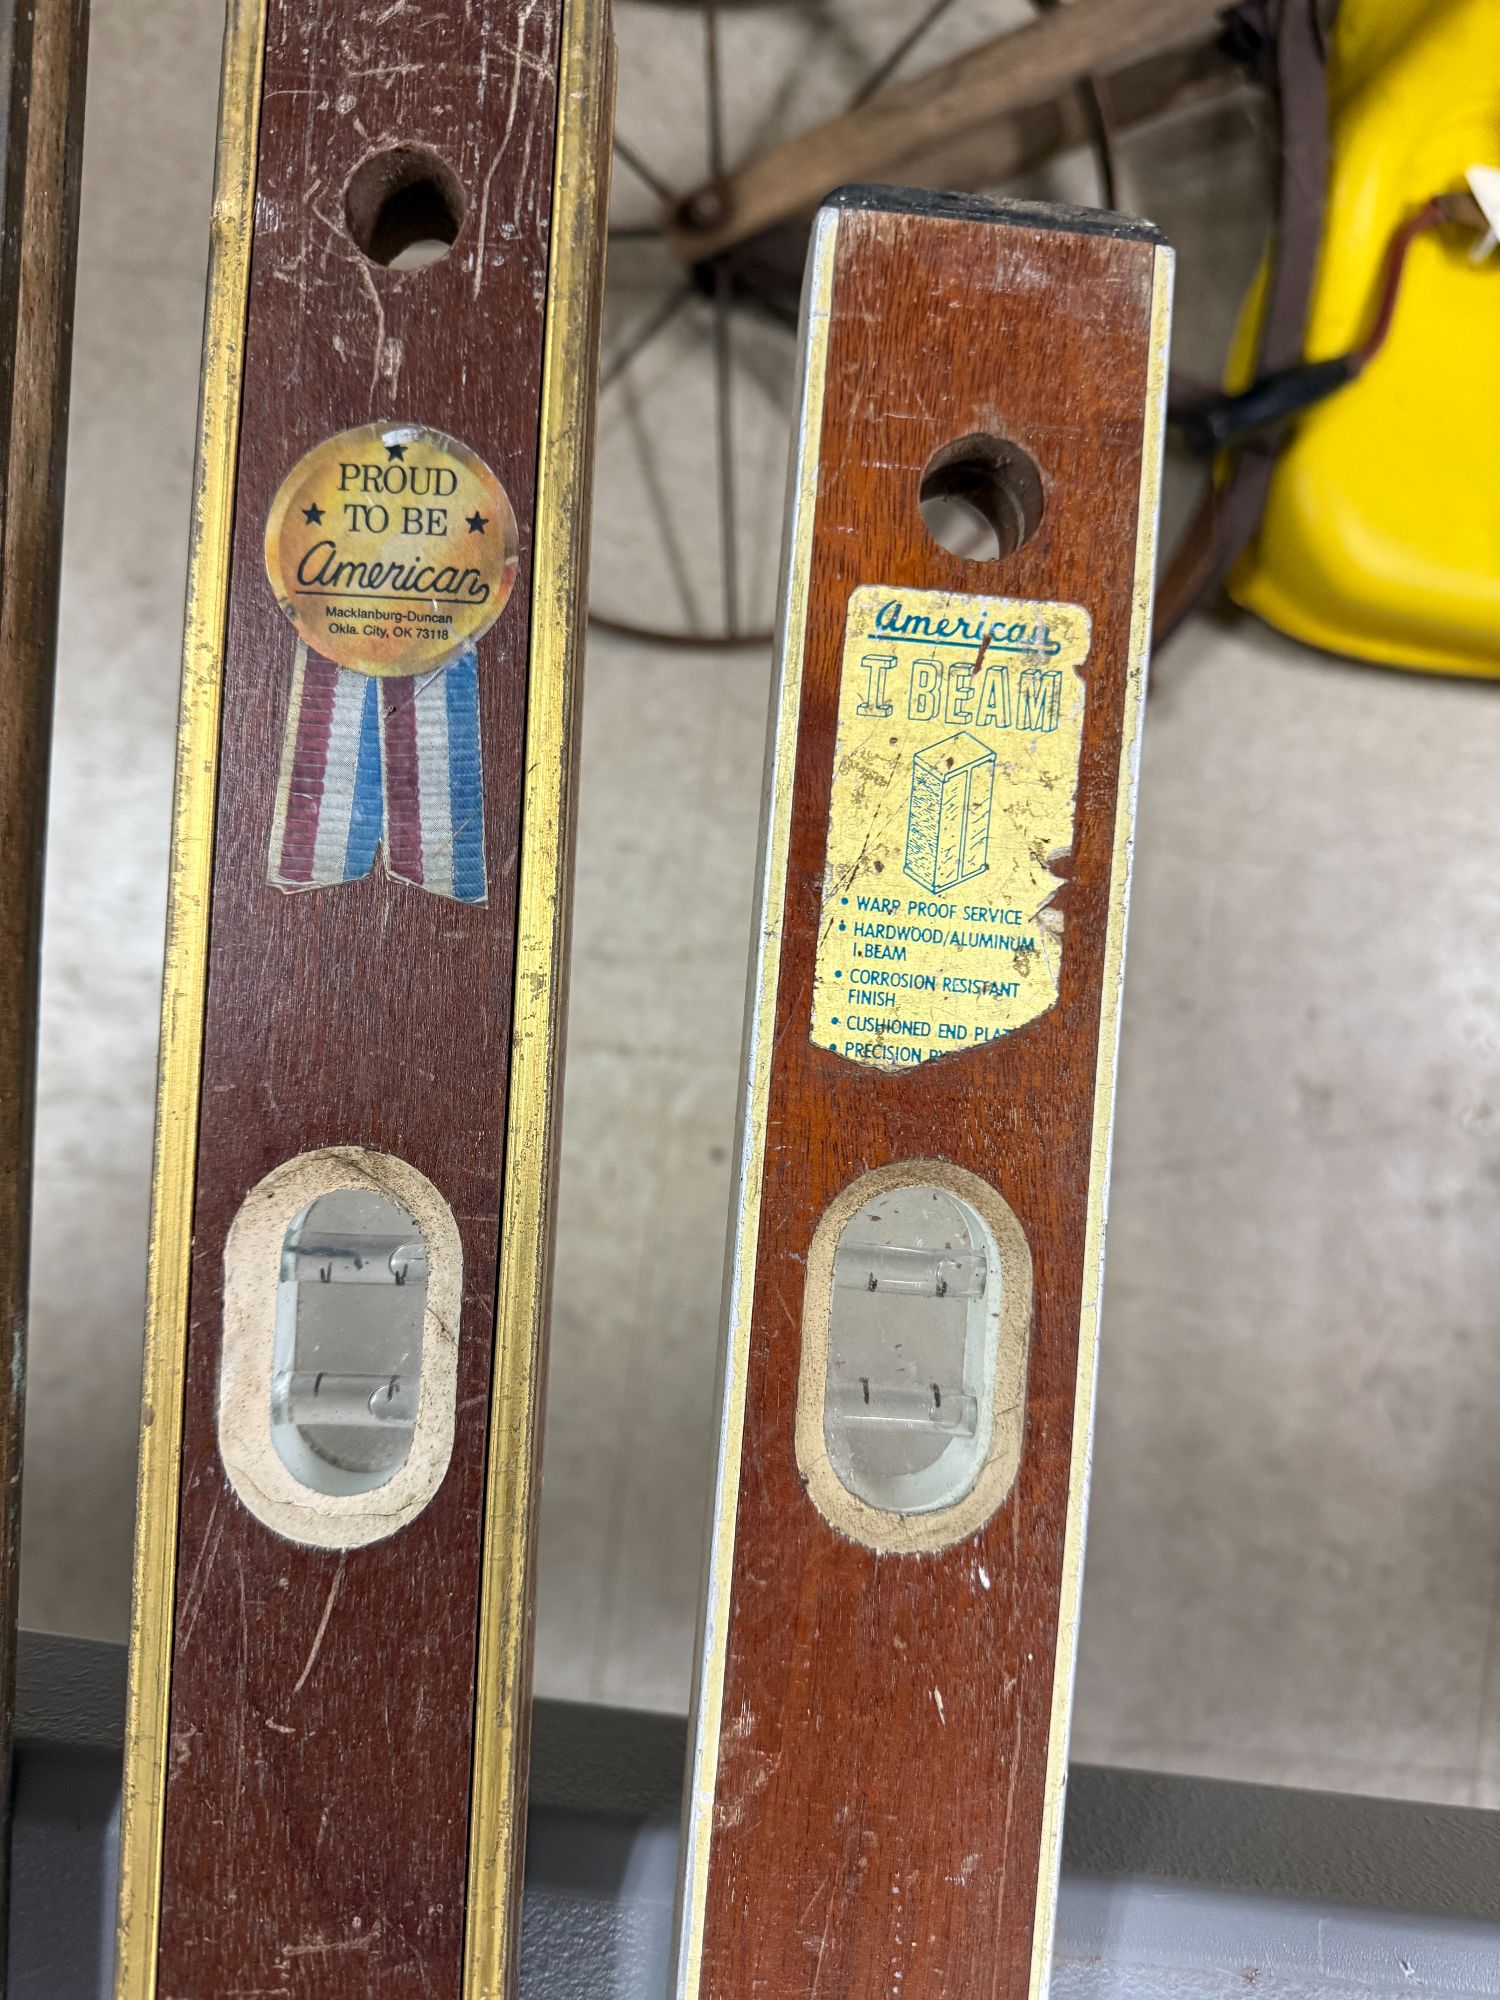 PROUD
TO BE
American
Macklanburg-Duncan
Okla. City, OK 73118
American
I BEAM
• WARP PROOF SERVICE
• HARDWOOD/ALUMINUM
I.BEAM
• CORROSION RESISTANT
FINISH
• CUSHIONED END
• PRECISION